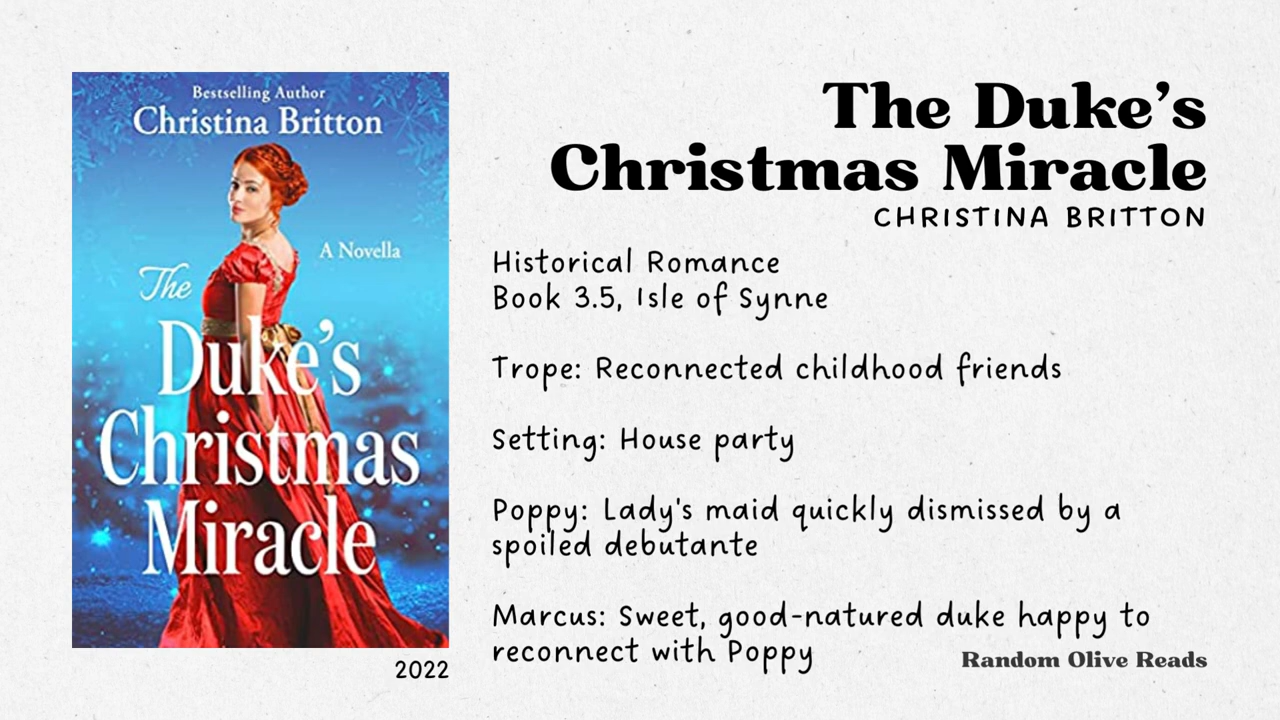 Bestselling Author
Christina Britton
A Novella
The
Duke's
Christmas
Miracle
2022
The Duke's
Christmas Miracle
CHRISTINA BRITTON
Historical Romance
Book 3.5, Isle of Synne
Trope: Reconnected childhood friends
Setting: House party
Poppy: Lady's maid quickly dismissed by a
spoiled debutante
Marcus: Sweet, good-natured duke happy to
reconnect with Poppy
Random Olive Reads